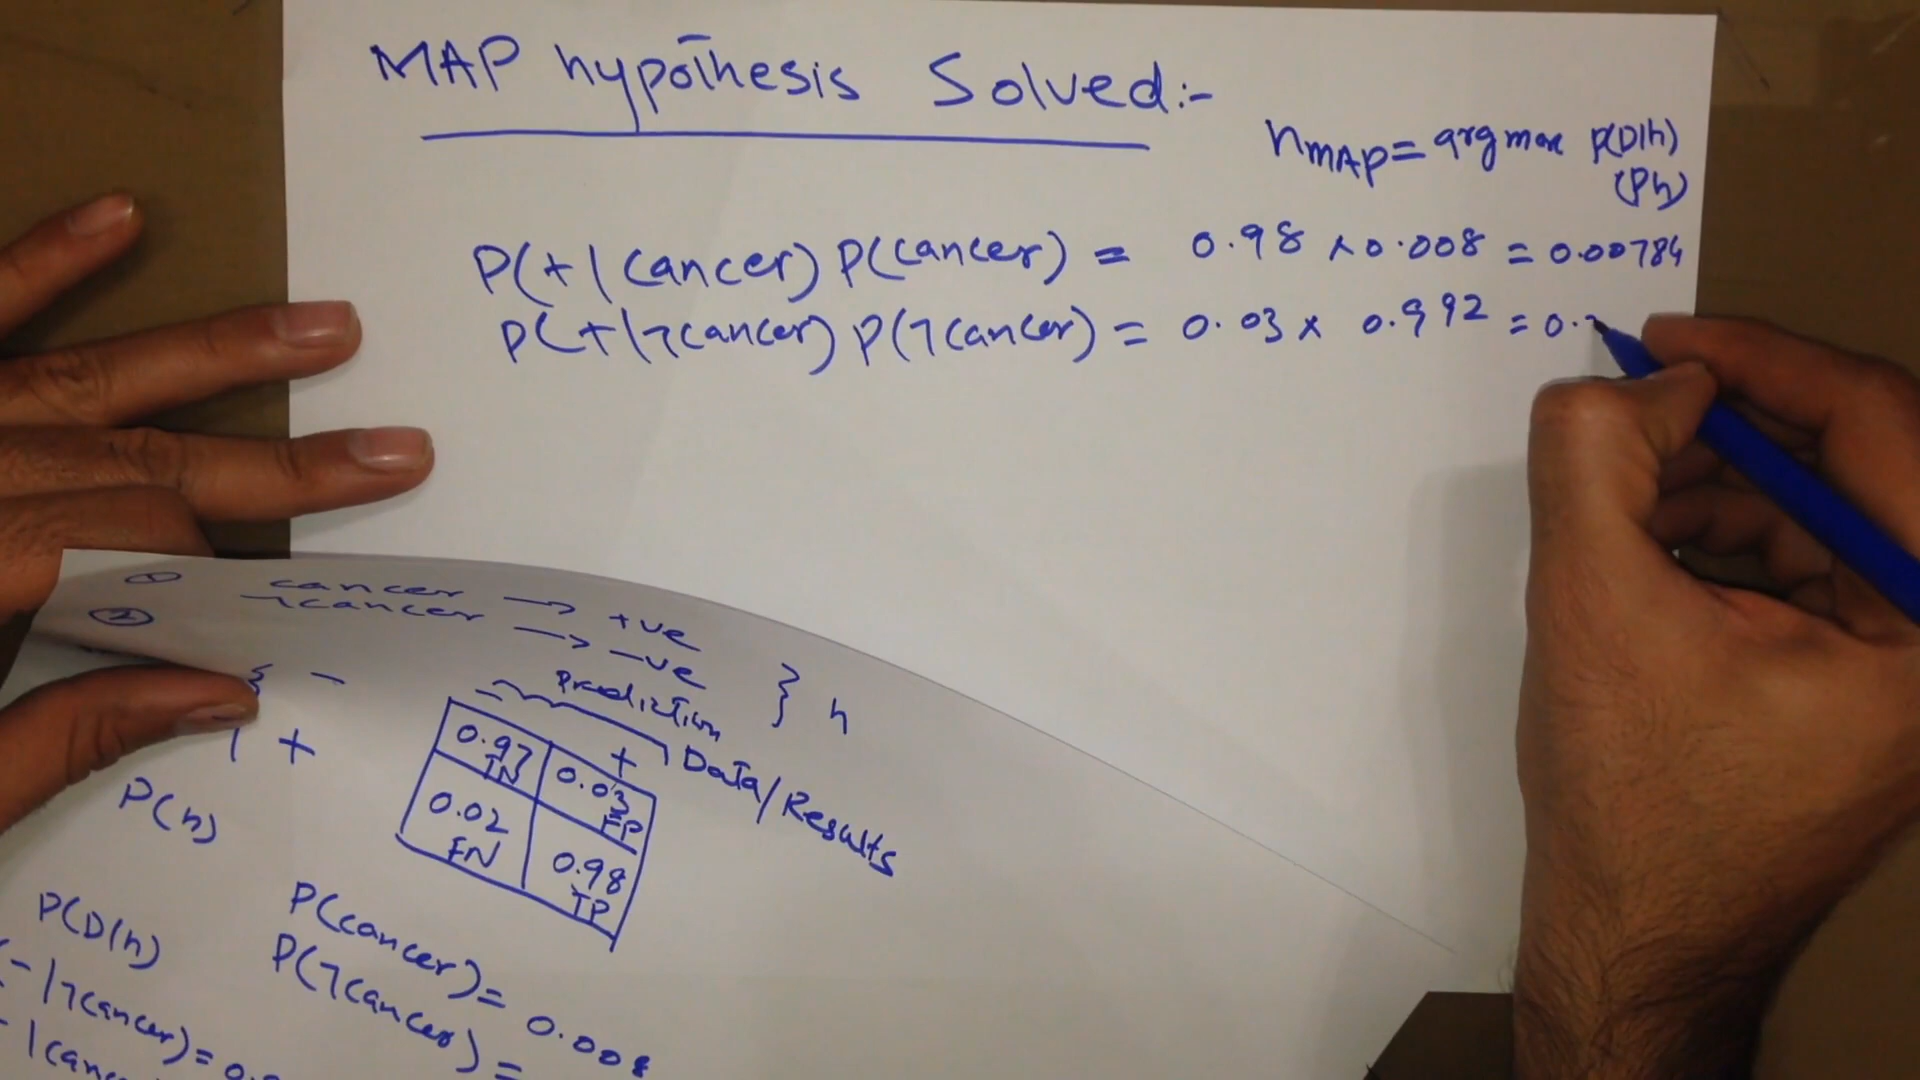 MAP hypothesis Solved:-
hMAP = argmax P(D|h)
(Ph)
P(+|cancer) P(cancer) = 0.98 × 0.008 = 0.00784
P(+|¬cancer) P(¬cancer) = 0.03 × 0.992 = 0.
① cancer → +ve
② ¬cancer → -ve } h
} - Prediction
- + } Data/Results
+ 0.97 TN 0.03 FP
0.02 FN 0.98 TP
P(h)
P(cancer) = 0.008
P(¬cancer) =
P(D|h)
(-|¬cancer) = 0.